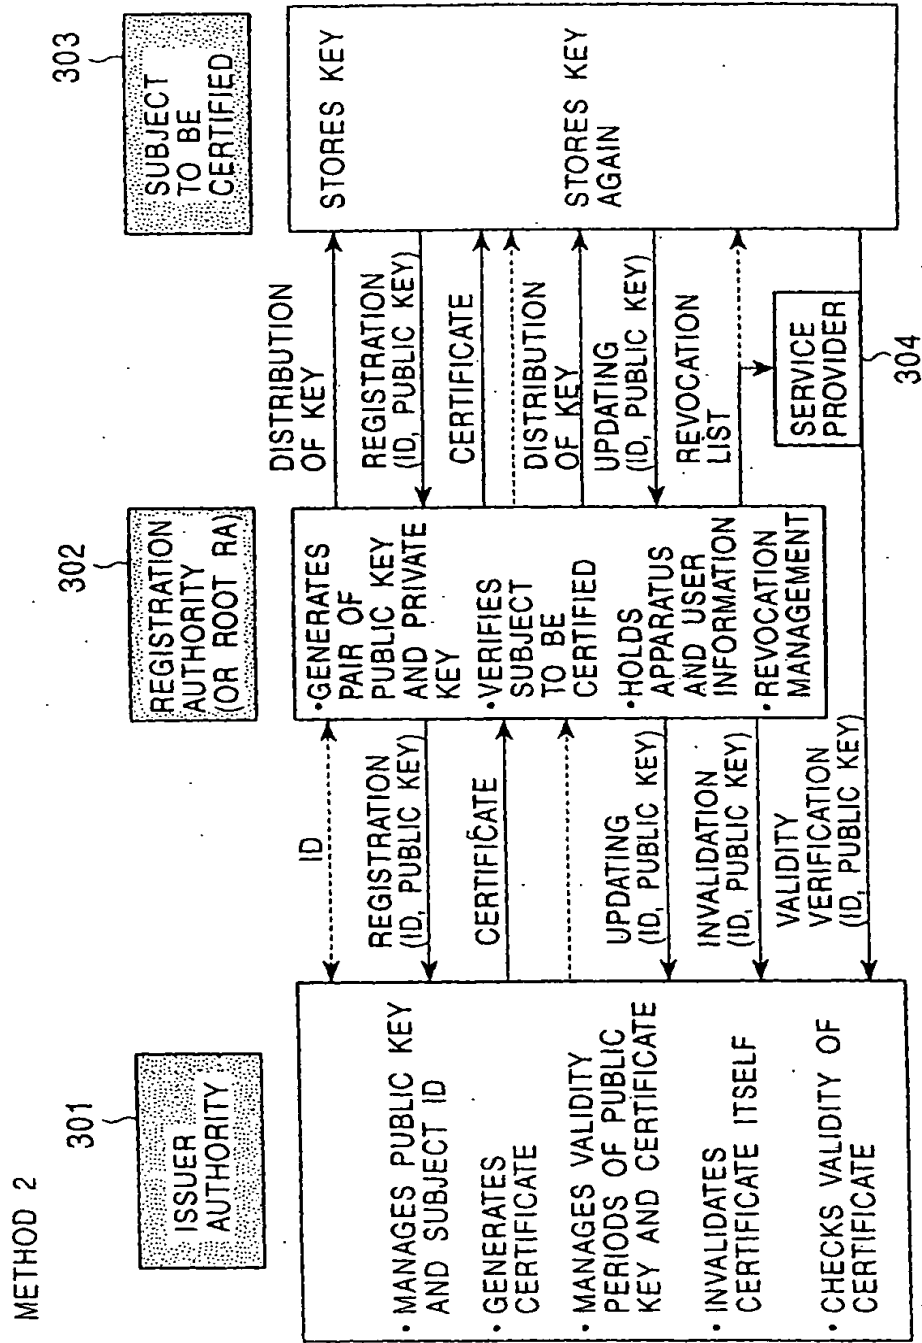 METHOD 2
301
ISSUER
AUTHORITY
• MANAGES PUBLIC KEY
AND SUBJECT ID
• GENERATES
CERTIFICATE
• MANAGES VALIDITY
PERIODS OF PUBLIC
KEY AND CERTIFICATE
• INVALIDATES
CERTIFICATE ITSELF
• CHECKS VALIDITY OF
CERTIFICATE
ID
REGISTRATION
(ID, PUBLIC KEY)
CERTIFICATE
UPDATING
(ID, PUBLIC KEY)
INVALIDATION
(ID, PUBLIC KEY)
VALIDITY
VERIFICATION
(ID, PUBLIC KEY)
302
REGISTRATION
AUTHORITY
(OR ROOT RA)
• GENERATES
PAIR OF
PUBLIC KEY
AND PRIVATE
KEY
• VERIFIES
SUBJECT
TO BE
CERTIFIED
• HOLDS
APPARATUS
AND USER
INFORMATION
• REVOCATION
MANAGEMENT
DISTRIBUTION
OF KEY
REGISTRATION
(ID, PUBLIC KEY)
CERTIFICATE
DISTRIBUTION
OF KEY
UPDATING
(ID, PUBLIC KEY)
REVOCATION
LIST
SERVICE
PROVIDER
304
303
SUBJECT
TO BE
CERTIFIED
STORES KEY
STORES KEY
AGAIN